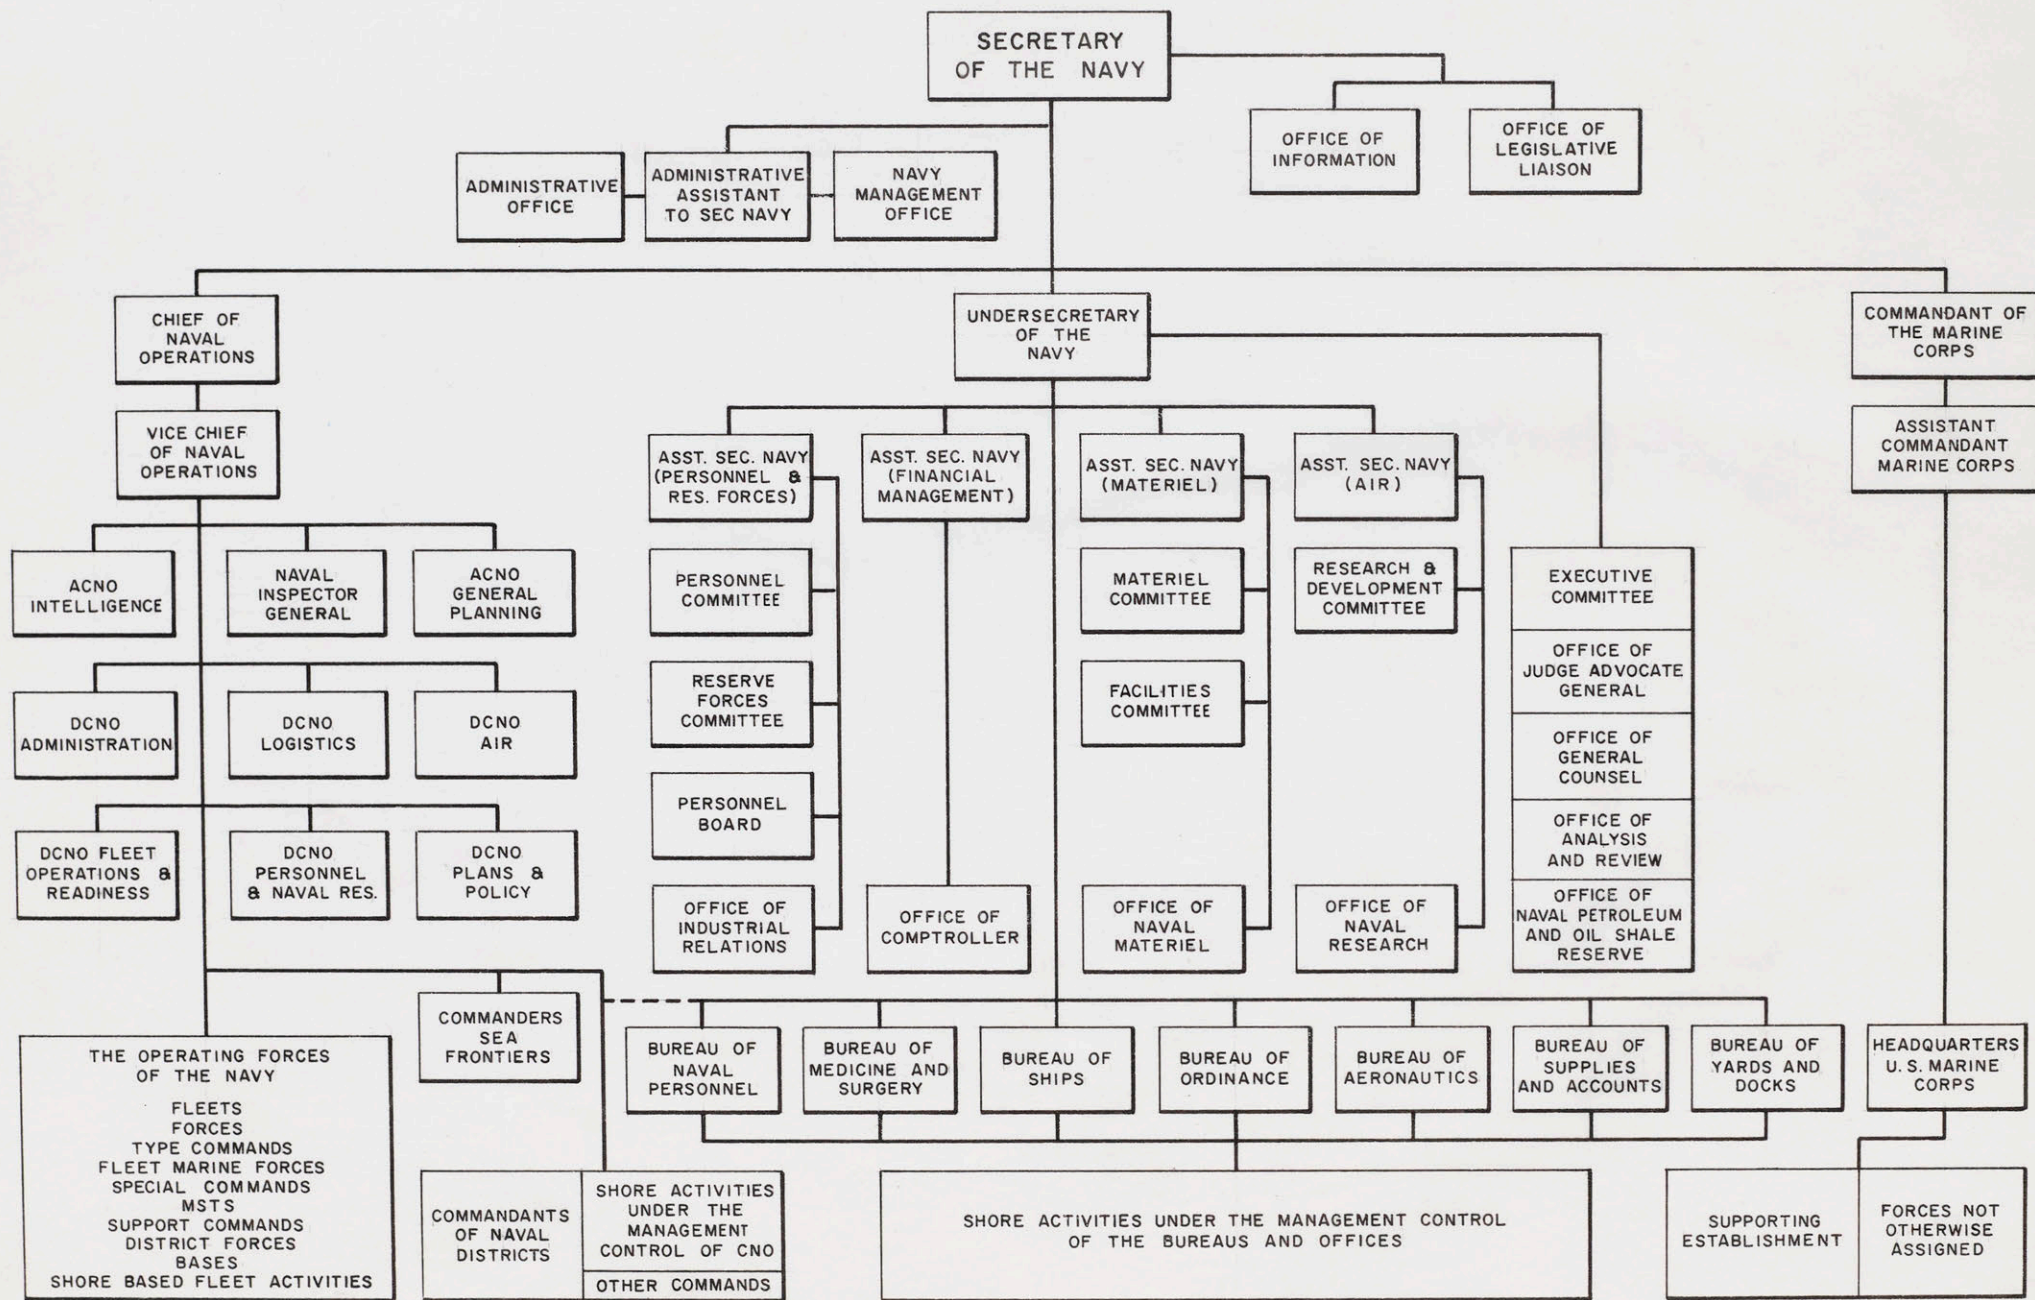 SECRETARY
OF THE NAVY
OFFICE OF
INFORMATION
OFFICE OF
LEGISLATIVE
LIAISON
ADMINISTRATIVE
OFFICE
ADMINISTRATIVE
ASSISTANT
TO SEC NAVY
NAVY
MANAGEMENT
OFFICE
CHIEF OF
NAVAL
OPERATIONS
UNDERSECRETARY
OF THE
NAVY
COMMANDANT OF
THE MARINE
CORPS
VICE CHIEF
OF NAVAL
OPERATIONS
ASST. SEC. NAVY
(PERSONNEL &
RES. FORCES)
ASST. SEC. NAVY
(FINANCIAL
MANAGEMENT)
ASST. SEC. NAVY
(MATERIEL)
ASST. SEC. NAVY
(AIR)
ASSISTANT
COMMANDANT
MARINE CORPS
ACNO
INTELLIGENCE
NAVAL
INSPECTOR
GENERAL
ACNO
GENERAL
PLANNING
PERSONNEL
COMMITTEE
MATERIEL
COMMITTEE
RESEARCH &
DEVELOPMENT
COMMITTEE
EXECUTIVE
COMMITTEE
OFFICE OF
JUDGE ADVOCATE
GENERAL
OFFICE OF
GENERAL
COUNSEL
OFFICE OF
ANALYSIS
AND REVIEW
OFFICE OF
NAVAL PETROLEUM
AND OIL SHALE
RESERVE
DCNO
ADMINISTRATION
DCNO
LOGISTICS
DCNO
AIR
RESERVE
FORCES
COMMITTEE
FACILITIES
COMMITTEE
DCNO FLEET
OPERATIONS &
READINESS
DCNO
PERSONNEL
& NAVAL RES.
DCNO
PLANS &
POLICY
PERSONNEL
BOARD
OFFICE OF
INDUSTRIAL
RELATIONS
OFFICE OF
COMPTROLLER
OFFICE OF
NAVAL
MATERIEL
OFFICE OF
NAVAL
RESEARCH
COMMANDERS
SEA
FRONTIERS
BUREAU OF
NAVAL
PERSONNEL
BUREAU OF
MEDICINE AND
SURGERY
BUREAU OF
SHIPS
BUREAU OF
ORDINANCE
BUREAU OF
AERONAUTICS
BUREAU OF
SUPPLIES
AND ACCOUNTS
BUREAU OF
YARDS AND
DOCKS
HEADQUARTERS
U.S. MARINE
CORPS
THE OPERATING FORCES
OF THE NAVY
FLEETS
FORCES
TYPE COMMANDS
FLEET MARINE FORCES
SPECIAL COMMANDS
MSTS
SUPPORT COMMANDS
DISTRICT FORCES
BASES
SHORE BASED FLEET ACTIVITIES
COMMANDANTS
OF NAVAL
DISTRICTS
SHORE ACTIVITIES
UNDER THE
MANAGEMENT
CONTROL OF CNO
OTHER COMMANDS
SHORE ACTIVITIES UNDER THE MANAGEMENT CONTROL
OF THE BUREAUS AND OFFICES
SUPPORTING
ESTABLISHMENT
FORCES NOT
OTHERWISE
ASSIGNED